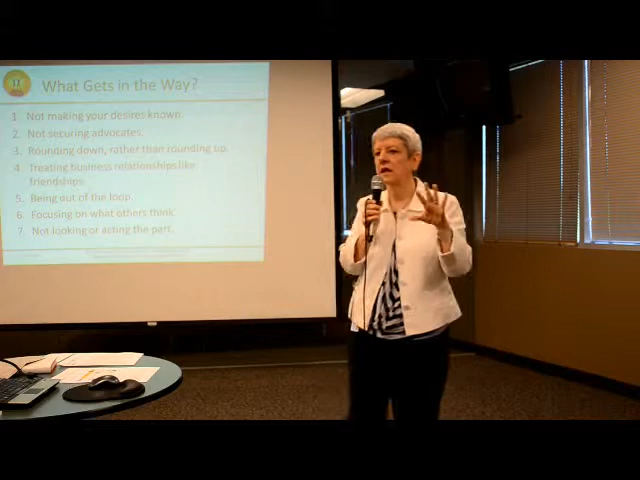 What Gets in the Way?
1. Not making your desires known.
2. Not securing advocates.
3. Rounding down, rather than rounding up.
4. Treating business relationships like
friendships.
5. Being out of the loop.
6. Focusing on what others think.
7. Not looking or acting the part.